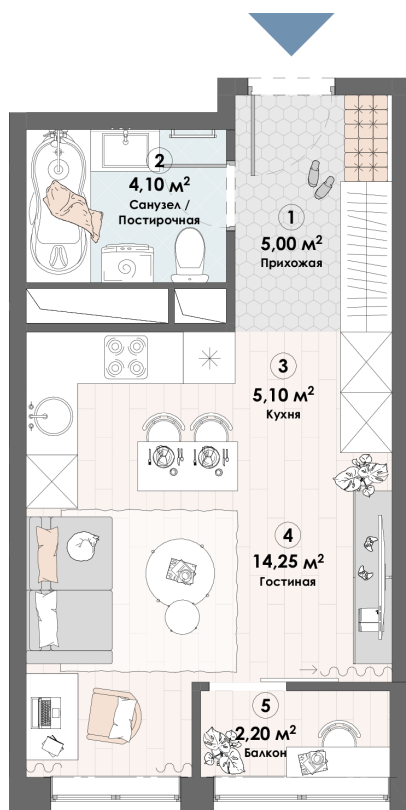 2
4,10 м²
Санузел /
Постирочная
1
5,00 м²
Прихожая
3
5,10 м²
Кухня
4
14,25 м²
Гостиная
5
2,20 м²
Балкон